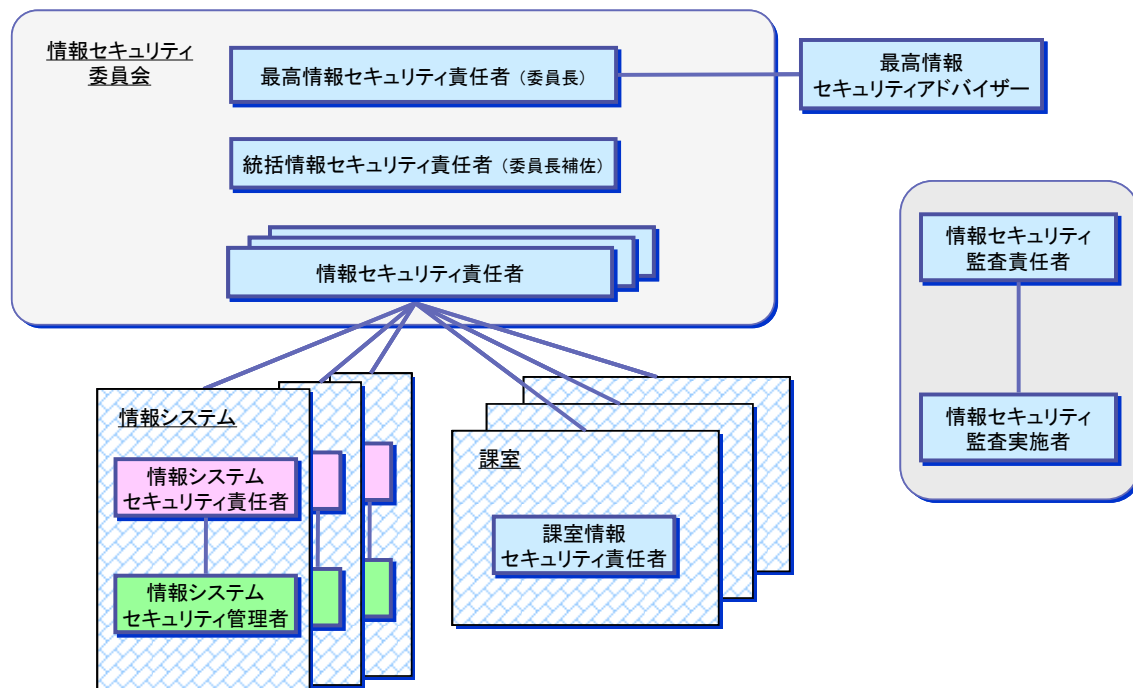 情報セキュリティ
委員会
最高情報セキュリティ責任者（委員長）
最高情報
セキュリティアドバイザー
統括情報セキュリティ責任者（委員長補佐）
情報セキュリティ責任者
情報セキュリティ
監査責任者
情報セキュリティ
監査実施者
情報システム
情報システム
セキュリティ責任者
情報システム
セキュリティ管理者
課室
課室情報
セキュリティ責任者